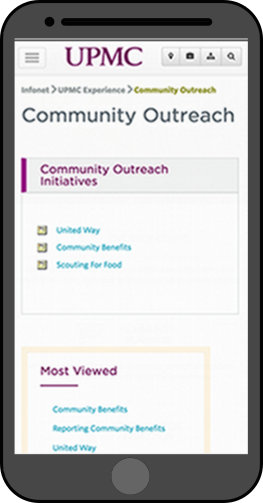 UPMC
Infonet > UPMC Experience > Community Outreach
Community Outreach
Community Outreach
Initiatives
United Way
Community Benefits
Scouting For Food
Most Viewed
Community Benefits
Reporting Community Benefits
United Way